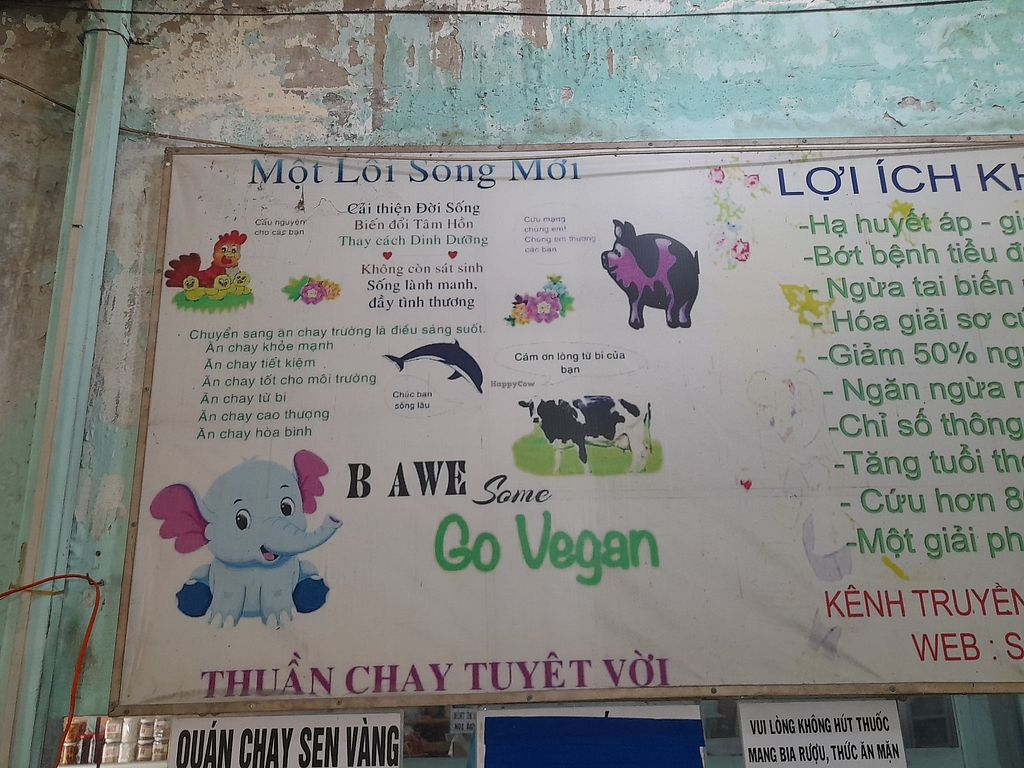 Một Lối Sống Mới
Cải thiện Đời Sống
Biến đổi Tâm Hồn
Thay cách Dinh Dưỡng
Không còn sát sinh
Sống lành mạnh,
đầy tình thương
Cầu nguyện
cho các bạn
Cứu mạng
chúng em!
Chúng em thương
các bạn
· Chuyển sang ăn chay trường là điều sáng suốt.
Ăn chay khỏe mạnh
Ăn chay tiết kiệm
Ăn chay tốt cho môi trường
Ăn chay từ bi
Ăn chay cao thượng
Ăn chay hòa bình
Chúc bạn
sống lâu
Cám ơn lòng từ bi của
bạn
HappyCow
B AWE Some
Go Vegan
THUẦN CHAY TUYỆT VỜI
LỢI ÍCH KH
-Hạ huyết áp - gi
-Bớt bệnh tiểu đ
- Ngừa tai biến
- Hóa giải sơ cứ
-Giảm 50% ng
- Ngăn ngừa
-Chỉ số thông
-Tăng tuổi th
- Cứu hơn 8
-Một giải ph
KÊNH TRUYỀN
WEB : S
QUÁN CHAY SEN VÀNG
VUI LÒNG KHÔNG HÚT THUỐC
MANG BIA RƯỢU, THỨC ĂN MẶN